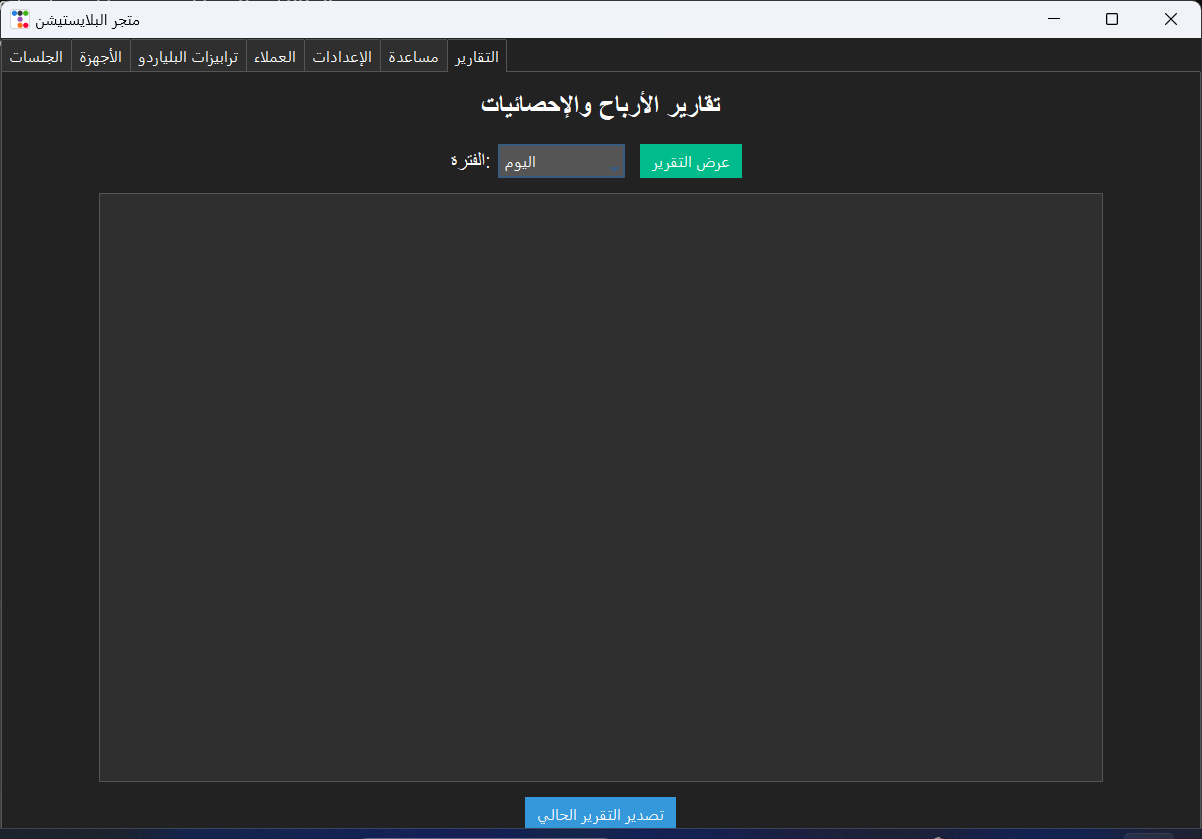 متجر البلايستيشن
الجلسات الأجهزة ترابيزات البلياردو العملاء الإعدادات مساعدة التقارير
تقارير الأرباح والإحصائيات
الفترة: اليوم عرض التقرير
تصدير التقرير الحالي